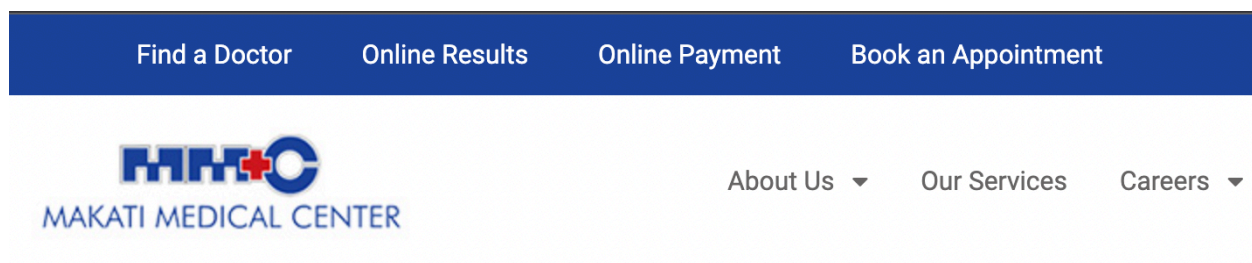 Find a Doctor Online Results Online Payment Book an Appointment
MMC
MAKATI MEDICAL CENTER
About Us Our Services Careers